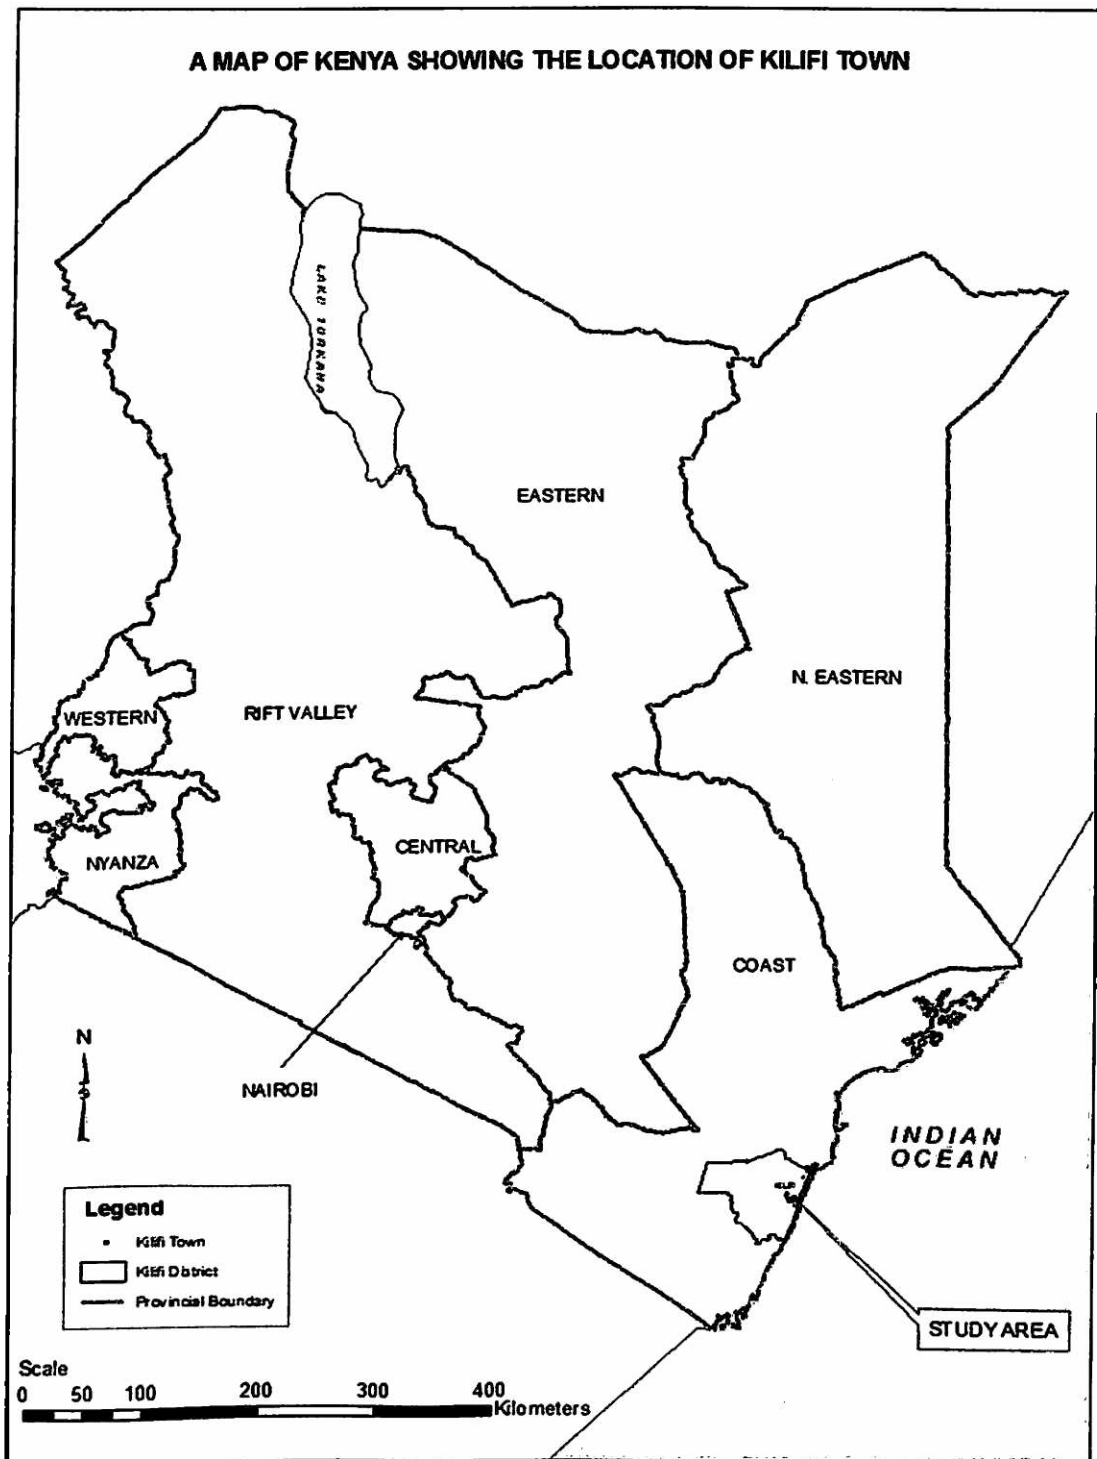 A MAP OF KENYA SHOWING THE LOCATION OF KILIFI TOWN
LAKU TURKANA
EASTERN
N. EASTERN
WESTERN
RIFT VALLEY
CENTRAL
NYANZA
COAST
N
NAIROBI
INDIAN
OCEAN
KILIFI
Legend
Kilifi Town
Kilifi District
Provincial Boundary
STUDY AREA
Scale
0 50 100 200 300 400
Kilometers